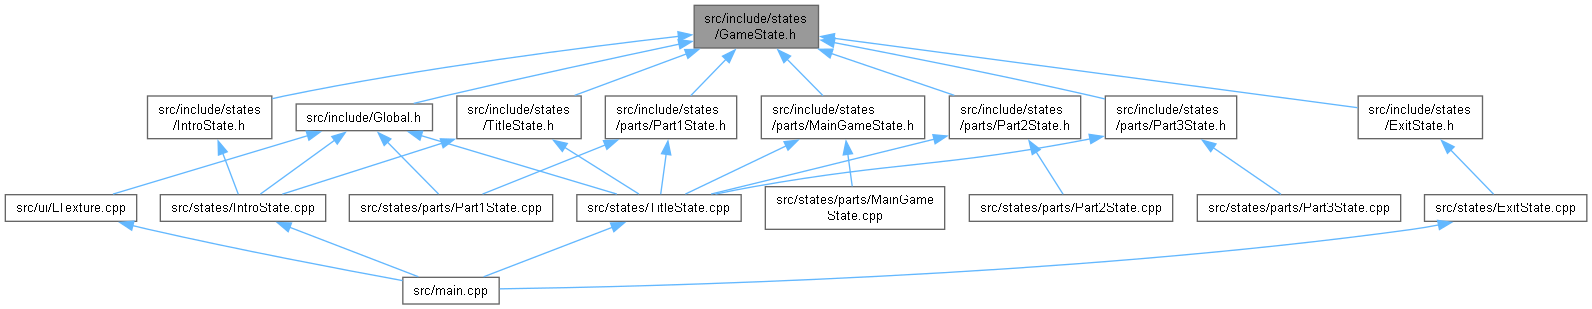 src/include/states
/GameState.h
src/include/states
/IntroState.h
src/include/Global.h
src/include/states
/TitleState.h
src/include/states
/parts/Part1State.h
src/include/states
/parts/MainGameState.h
src/include/states
/parts/Part2State.h
src/include/states
/parts/Part3State.h
src/include/states
/ExitState.h
src/ui/LTexture.cpp
src/states/IntroState.cpp
src/states/parts/Part1State.cpp
src/states/TitleState.cpp
src/states/parts/MainGame
State.cpp
src/states/parts/Part2State.cpp
src/states/parts/Part3State.cpp
src/states/ExitState.cpp
src/main.cpp